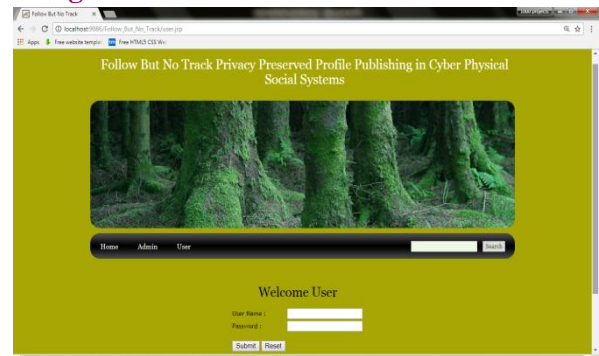 Follow But No Track
localhost:9086/Follow_But_No_Track/user.jsp
Apps Free website templa Free HTML5 CSS We
Follow But No Track Privacy Preserved Profile Publishing in Cyber Physical
Social Systems
Home Admin User Search
Welcome User
User Name :
Password :
Submit Reset